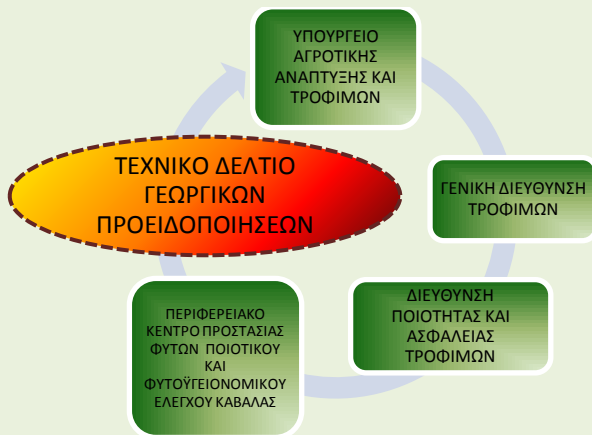 ΥΠΟΥΡΓΕΙΟ
ΑΓΡΟΤΙΚΗΣ
ΑΝΑΠΤΥΞΗΣ ΚΑΙ
ΤΡΟΦΙΜΩΝ
ΤΕΧΝΙΚΟ ΔΕΛΤΙΟ
ΓΕΩΡΓΙΚΩΝ
ΠΡΟΕΙΔΟΠΟΙΗΣΕΩΝ
ΓΕΝΙΚΗ ΔΙΕΥΘΥΝΣΗ
ΤΡΟΦΙΜΩΝ
ΔΙΕΥΘΥΝΣΗ
ΠΟΙΟΤΗΤΑΣ ΚΑΙ
ΑΣΦΑΛΕΙΑΣ
ΤΡΟΦΙΜΩΝ
ΠΕΡΙΦΕΡΕΙΑΚΟ
ΚΕΝΤΡΟ ΠΡΟΣΤΑΣΙΑΣ
ΦΥΤΩΝ ΠΟΙΟΤΙΚΟΥ
ΚΑΙ
ΦΥΤΟΫΓΕΙΟΝΟΜΙΚΟΥ
ΕΛΕΓΧΟΥ ΚΑΒΑΛΑΣ